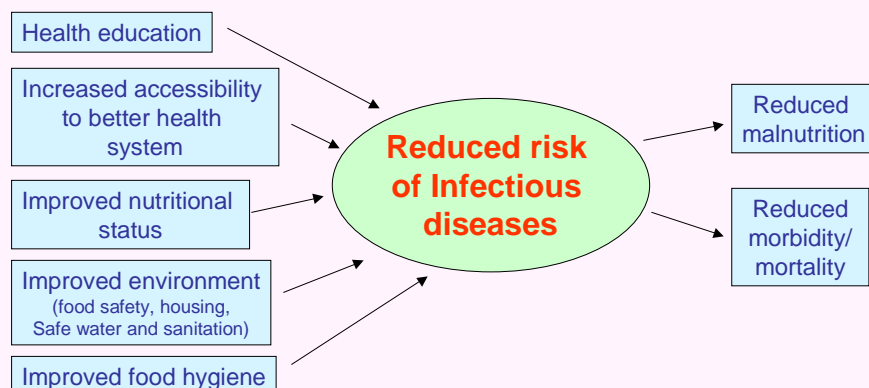 Health education
Increased accessibility
to better health
system
Improved nutritional
status
Improved environment
(food safety, housing,
Safe water and sanitation)
Improved food hygiene
Reduced risk
of Infectious
diseases
Reduced
malnutrition
Reduced
morbidity/
mortality